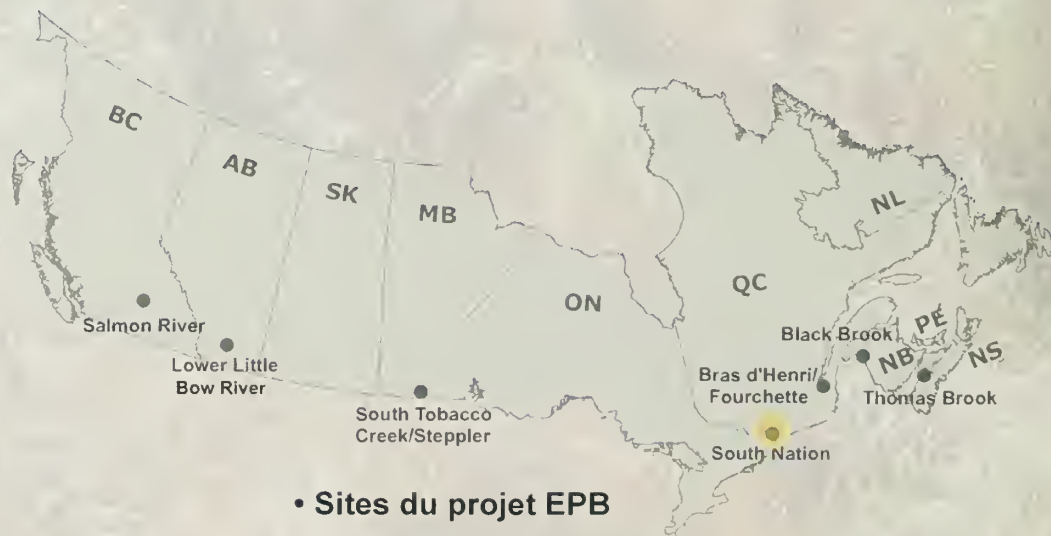 BC
AB
SK
MB
ON
QC
NL
PE
NB
NS
Salmon River
Lower Little
Bow River
South Tobacco
Creek/Steppler
Black Brook
Bras d'Henri/
Fourchette
Thomas Brook
South Nation
• Sites du projet EPB